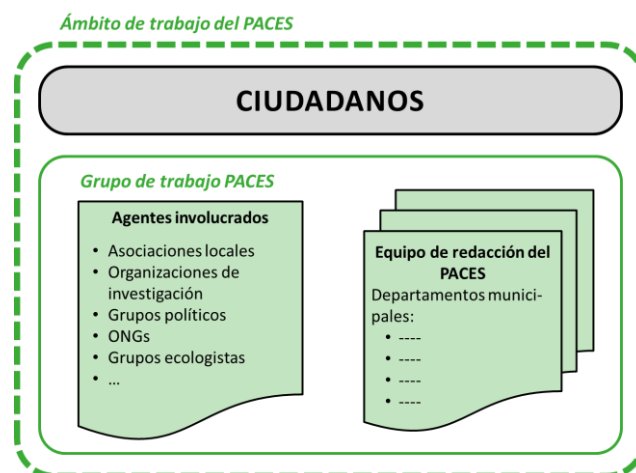 Ámbito de trabajo del PACES
CIUDADANOS
Grupo de trabajo PACES
Agentes involucrados
• Asociaciones locales
• Organizaciones de
investigación
• Grupos políticos
• ONGs
• Grupos ecologistas
• ...
Equipo de redacción del
PACES
Departamentos munici-
pales:
• ----
• ----
• ----
• ----